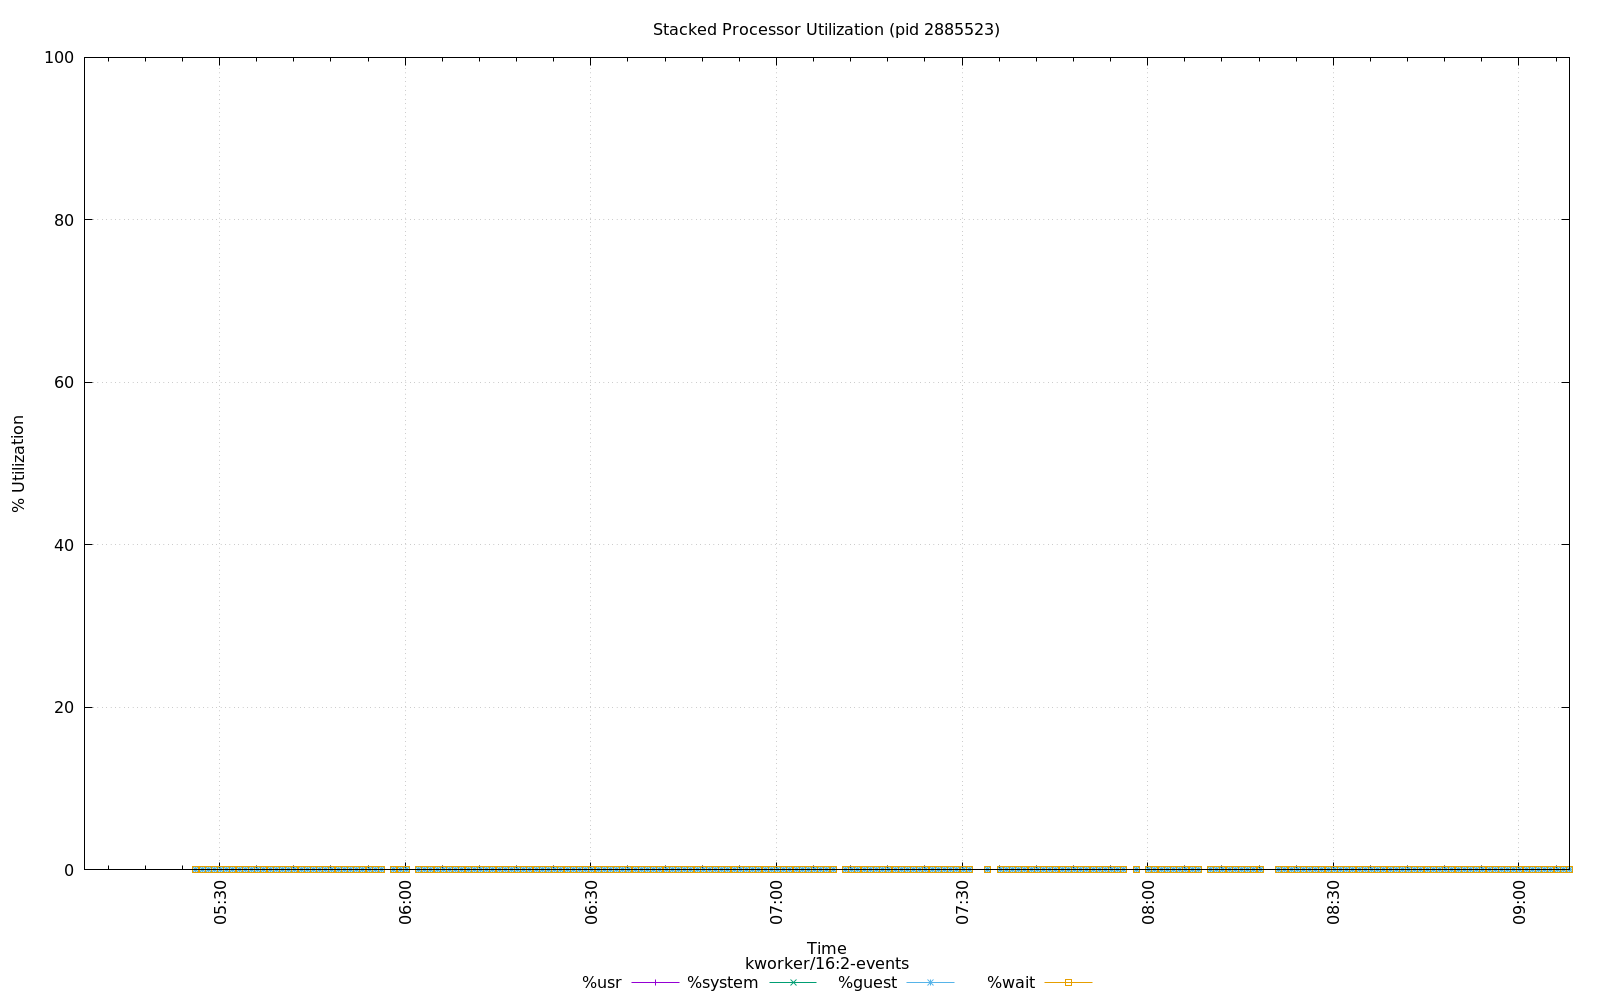 Stacked Processor Utilization (pid 2885523)
100
80
60
40
20
0
% Utilization
05:30
06:00
06:30
07:00
07:30
08:00
08:30
09:00
Time
kworker/16:2-events
%usr %system %guest %wait